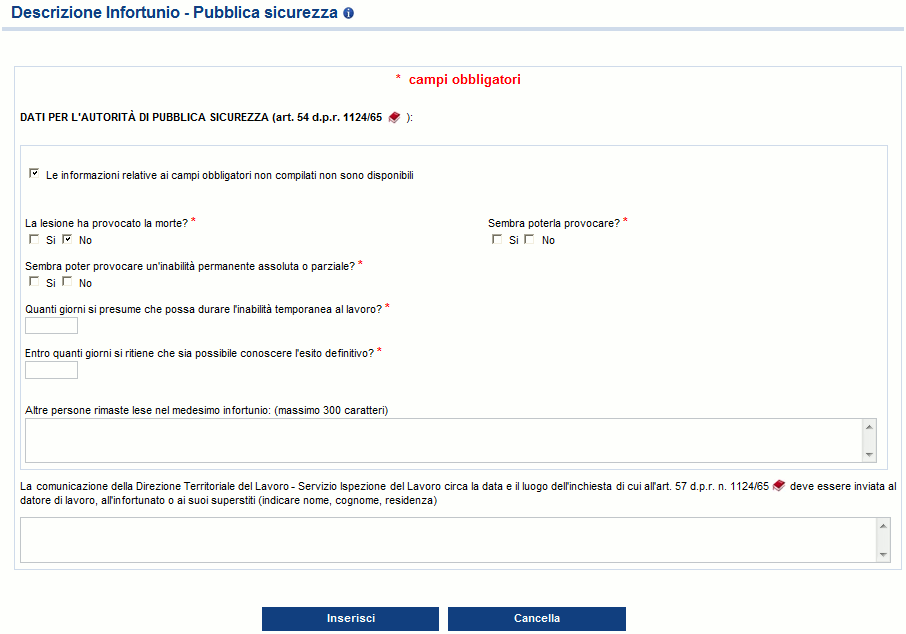 Descrizione Infortunio - Pubblica sicurezza
* campi obbligatori
DATI PER L'AUTORITÀ DI PUBBLICA SICUREZZA (art. 54 d.p.r. 1124/65 ):
Le informazioni relative ai campi obbligatori non compilati non sono disponibili
La lesione ha provocato la morte? * Sembra poterla provocare? *
Si No Si No
Sembra poter provocare un'inabilità permanente assoluta o parziale? *
Si No
Quanti giorni si presume che possa durare l'inabilità temporanea al lavoro? *
Entro quanti giorni si ritiene che sia possibile conoscere l'esito definitivo? *
Altre persone rimaste lese nel medesimo infortunio: (massimo 300 caratteri)
La comunicazione della Direzione Territoriale del Lavoro - Servizio Ispezione del Lavoro circa la data e il luogo dell'inchiesta di cui all'art. 57 d.p.r. n. 1124/65 deve essere inviata al
datore di lavoro, all'infortunato o ai suoi superstiti (indicare nome, cognome, residenza)
Inserisci Cancella